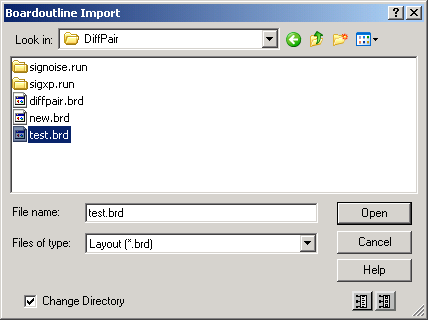 Boardoutline Import
Look in: DiffPair
signoise.run
sigxp.run
diffpair.brd
new.brd
test.brd
File name: test.brd Open
Files of type: Layout (*.brd) Cancel
Help
Change Directory